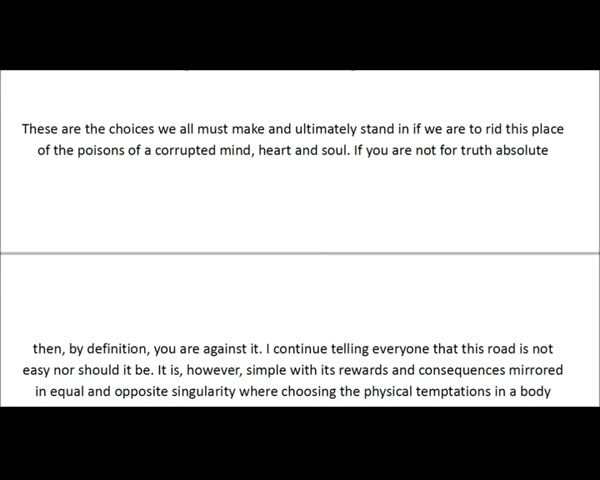 These are the choices we all must make and ultimately stand in if we are to rid this place
of the poisons of a corrupted mind, heart and soul. If you are not for truth absolute
then, by definition, you are against it. I continue telling everyone that this road is not
easy nor should it be. It is, however, simple with its rewards and consequences mirrored
in equal and opposite singularity where choosing the physical temptations in a body